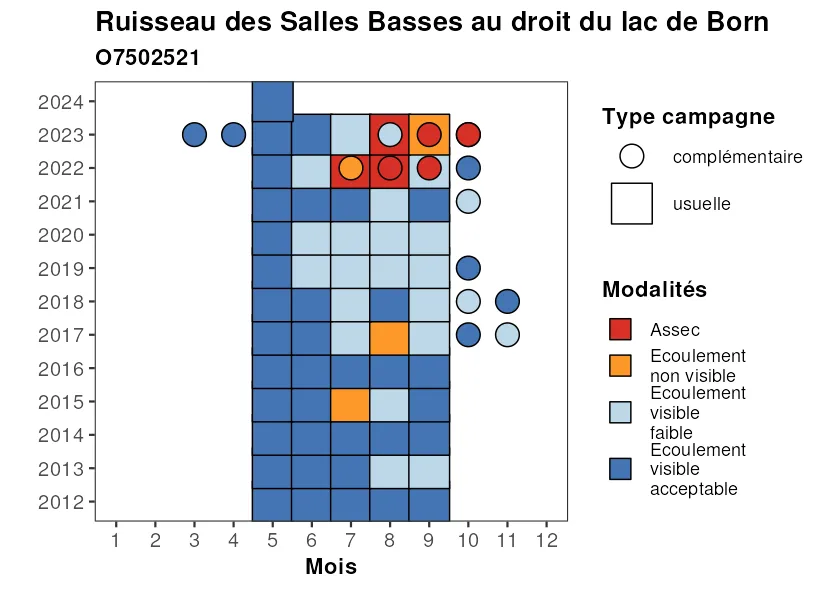 Ruisseau des Salles Basses au droit du lac de Born
O7502521
2024
2023
2022
2021
2020
2019
2018
2017
2016
2015
2014
2013
2012
1 2 3 4 5 6 7 8 9 10 11 12
Mois
Type campagne
complémentaire
usuelle
Modalités
Assec
Ecoulement
non visible
Ecoulement
visible
faible
Ecoulement
visible
acceptable